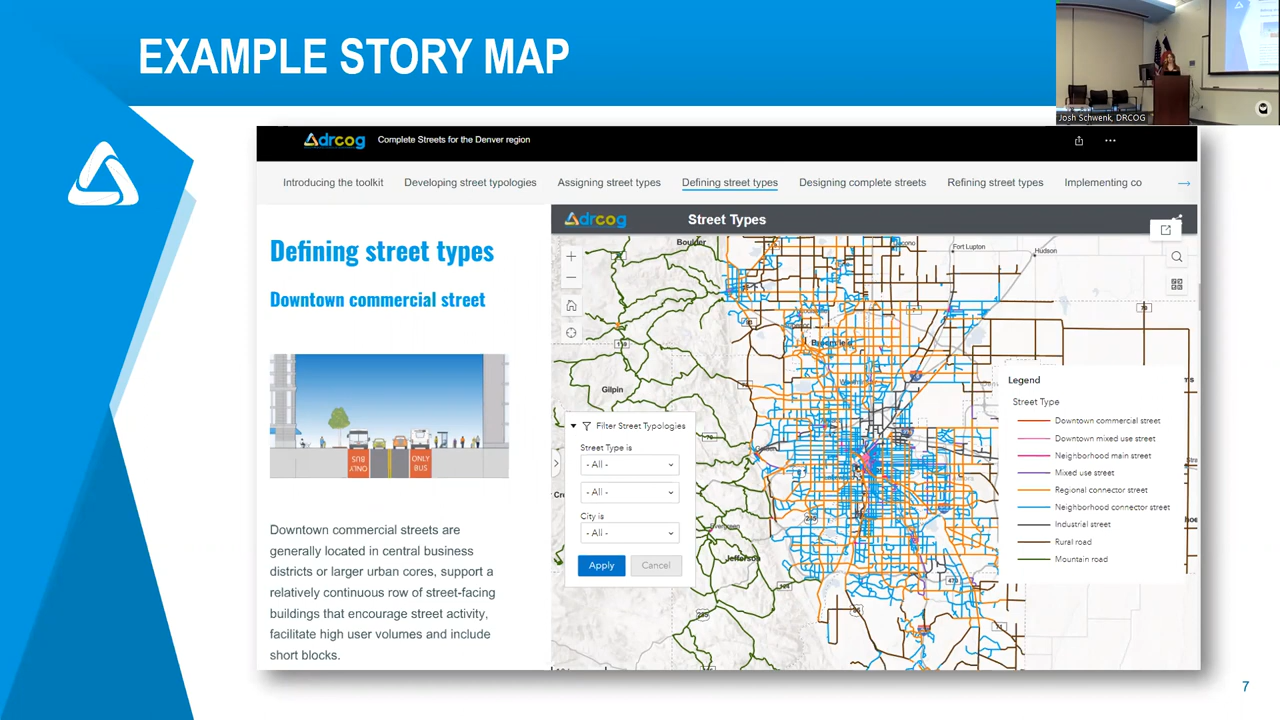 EXAMPLE STORY MAP
Josh Schwenk, DRCOG
drcog
Complete Streets for the Denver region
Introducing the toolkit
Developing street typologies
Assigning street types
Defining street types
Designing complete streets
Refining street types
Implementing co
Defining street types
Downtown commercial street
BUS
ONLY
ONLY
BUS
Downtown commercial streets are
generally located in central business
districts or larger urban cores, support a
relatively continuous row of street-facing
buildings that encourage street activity,
facilitate high user volumes and include
short blocks.
drcog
Street Types
Boulder
Fort Lupton
Hudson
Gilpin
Evergreen
Jefferson
Filter Street Typologies
Street Type is
- All -
- All -
City is
- All -
Apply
Cancel
Legend
Street Type
Downtown commercial street
Downtown mixed use street
Neighborhood main street
Mixed use street
Regional connector street
Neighborhood connector street
Industrial street
Rural road
Mountain road
7